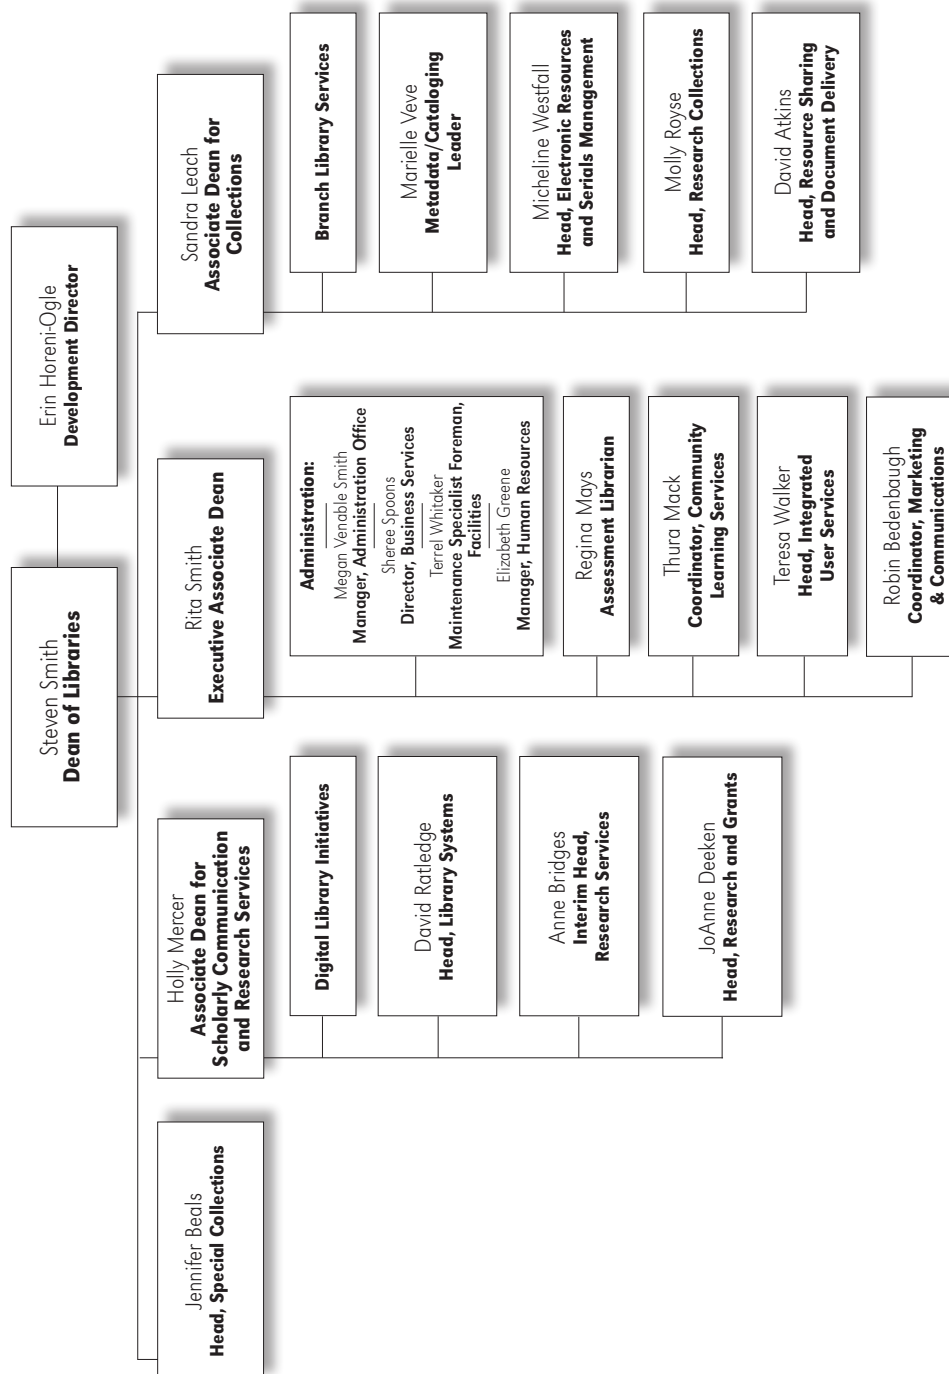 Steven Smith
Dean of Libraries
Erin Horeni-Ogle
Development Director
Jennifer Beals
Head, Special Collections
Holly Mercer
Associate Dean for
Scholarly Communication
and Research Services
Digital Library Initiatives
David Ratledge
Head, Library Systems
Anne Bridges
Interim Head,
Research Services
JoAnne Deeken
Head, Research and Grants
Rita Smith
Executive Associate Dean
Administration:
Megan Venable Smith
Manager, Administration Office
Sheree Spoons
Director, Business Services
Terrel Whitaker
Maintenance Specialist Foreman,
Facilities
Elizabeth Greene
Manager, Human Resources
Regina Mays
Assessment Librarian
Thura Mack
Coordinator, Community
Learning Services
Teresa Walker
Head, Integrated
User Services
Robin Bedenbaugh
Coordinator, Marketing
& Communications
Sandra Leach
Associate Dean for
Collections
Branch Library Services
Marielle Veve
Metadata/Cataloging
Leader
Micheline Westfall
Head, Electronic Resources
and Serials Management
Molly Royse
Head, Research Collections
David Atkins
Head, Resource Sharing
and Document Delivery